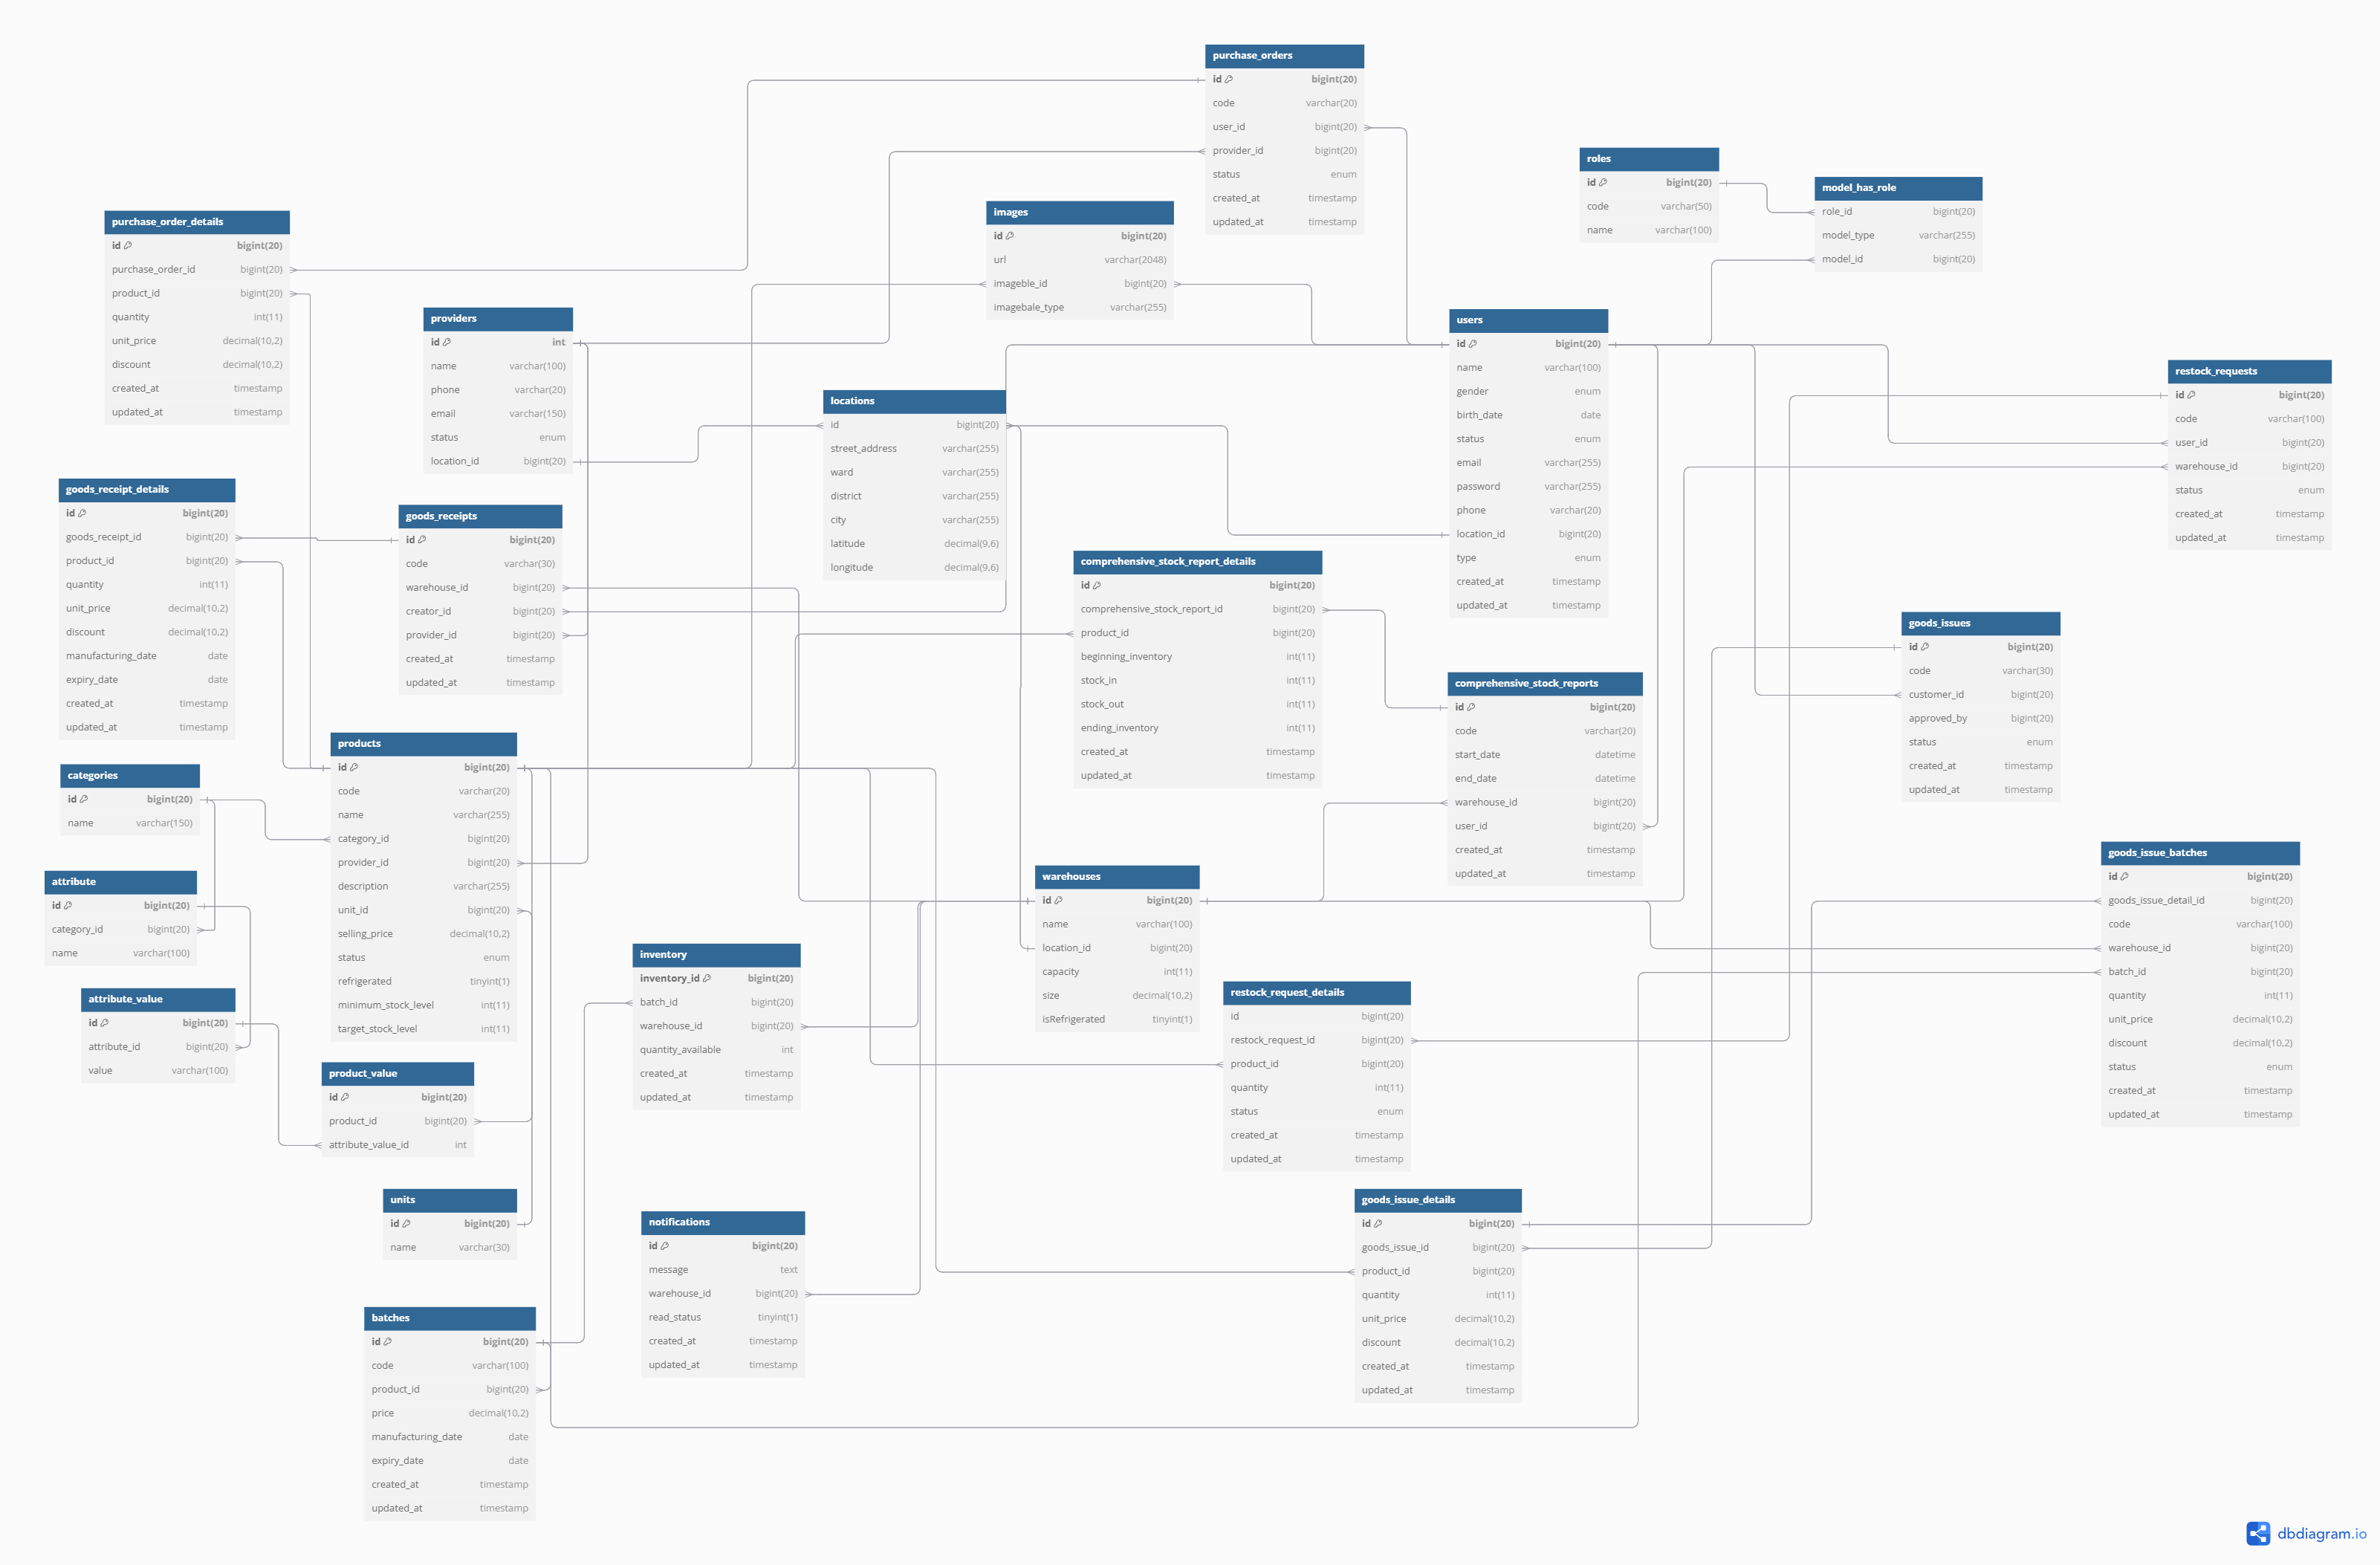 purchase_orders
id bigint(20)
code varchar(20)
user_id bigint(20)
provider_id bigint(20)
status enum
created_at timestamp
updated_at timestamp
roles
id bigint(20)
code varchar(50)
name varchar(100)
model_has_role
role_id bigint(20)
model_type varchar(255)
model_id bigint(20)
images
id bigint(20)
url varchar(2048)
imageble_id bigint(20)
imagebale_type varchar(255)
purchase_order_details
id bigint(20)
purchase_order_id bigint(20)
product_id bigint(20)
quantity int(11)
unit_price decimal(10,2)
discount decimal(10,2)
created_at timestamp
updated_at timestamp
providers
id int
name varchar(100)
phone varchar(20)
email varchar(150)
status enum
location_id bigint(20)
users
id bigint(20)
name varchar(100)
gender enum
birth_date date
status enum
email varchar(255)
password varchar(255)
phone varchar(20)
location_id bigint(20)
type enum
created_at timestamp
updated_at timestamp
restock_requests
id bigint(20)
code varchar(100)
user_id bigint(20)
warehouse_id bigint(20)
status enum
created_at timestamp
updated_at timestamp
locations
id bigint(20)
street_address varchar(255)
ward varchar(255)
district varchar(255)
city varchar(255)
latitude decimal(9,6)
longitude decimal(9,6)
goods_receipt_details
id bigint(20)
goods_receipt_id bigint(20)
product_id bigint(20)
quantity int(11)
unit_price decimal(10,2)
discount decimal(10,2)
manufacturing_date date
expiry_date date
created_at timestamp
updated_at timestamp
goods_receipts
id bigint(20)
code varchar(30)
warehouse_id bigint(20)
creator_id bigint(20)
provider_id bigint(20)
created_at timestamp
updated_at timestamp
comprehensive_stock_report_details
id bigint(20)
comprehensive_stock_report_id bigint(20)
product_id bigint(20)
beginning_inventory int(11)
stock_in int(11)
stock_out int(11)
ending_inventory int(11)
created_at timestamp
updated_at timestamp
goods_issues
id bigint(20)
code varchar(30)
customer_id bigint(20)
approved_by bigint(20)
status enum
created_at timestamp
updated_at timestamp
comprehensive_stock_reports
id bigint(20)
code varchar(20)
start_date datetime
end_date datetime
warehouse_id bigint(20)
user_id bigint(20)
created_at timestamp
updated_at timestamp
products
id bigint(20)
code varchar(20)
name varchar(255)
category_id bigint(20)
provider_id bigint(20)
description varchar(255)
unit_id bigint(20)
selling_price decimal(10,2)
status enum
refrigerated tinyint(1)
minimum_stock_level int(11)
target_stock_level int(11)
categories
id bigint(20)
name varchar(150)
attribute
id bigint(20)
category_id bigint(20)
name varchar(100)
attribute_value
id bigint(20)
attribute_id bigint(20)
value varchar(100)
product_value
id bigint(20)
product_id bigint(20)
attribute_value_id int
units
id bigint(20)
name varchar(30)
batches
id bigint(20)
code varchar(100)
product_id bigint(20)
price decimal(10,2)
manufacturing_date date
expiry_date date
created_at timestamp
updated_at timestamp
inventory
inventory_id bigint(20)
batch_id bigint(20)
warehouse_id bigint(20)
quantity_available int
created_at timestamp
updated_at timestamp
notifications
id bigint(20)
message text
warehouse_id bigint(20)
read_status tinyint(1)
created_at timestamp
updated_at timestamp
warehouses
id bigint(20)
name varchar(100)
location_id bigint(20)
capacity int(11)
size decimal(10,2)
isRefrigerated tinyint(1)
restock_request_details
id bigint(20)
restock_request_id bigint(20)
product_id bigint(20)
quantity int(11)
status enum
created_at timestamp
updated_at timestamp
goods_issue_details
id bigint(20)
goods_issue_id bigint(20)
product_id bigint(20)
quantity int(11)
unit_price decimal(10,2)
discount decimal(10,2)
created_at timestamp
updated_at timestamp
goods_issue_batches
id bigint(20)
goods_issue_detail_id bigint(20)
code varchar(100)
warehouse_id bigint(20)
batch_id bigint(20)
quantity int(11)
unit_price decimal(10,2)
discount decimal(10,2)
status enum
created_at timestamp
updated_at timestamp
dbdiagram.io